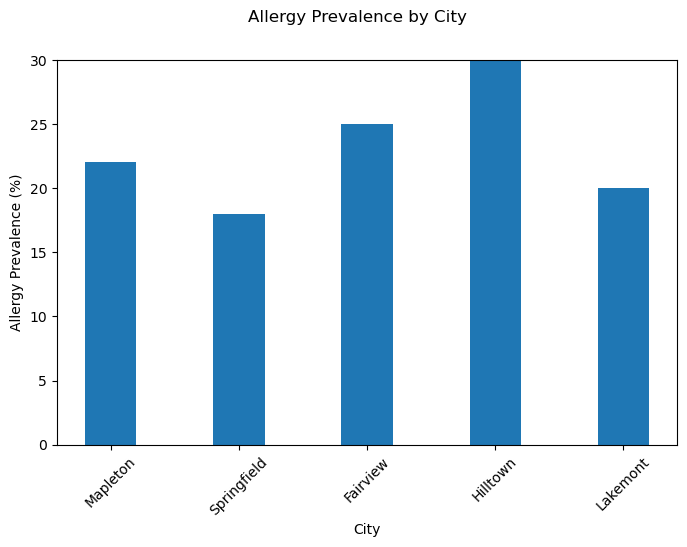 Allergy Prevalence by City
Allergy Prevalence (%)
30
25
20
15
10
5
0
Mapleton
Springfield
Fairview
Hilltown
Lakemont
City